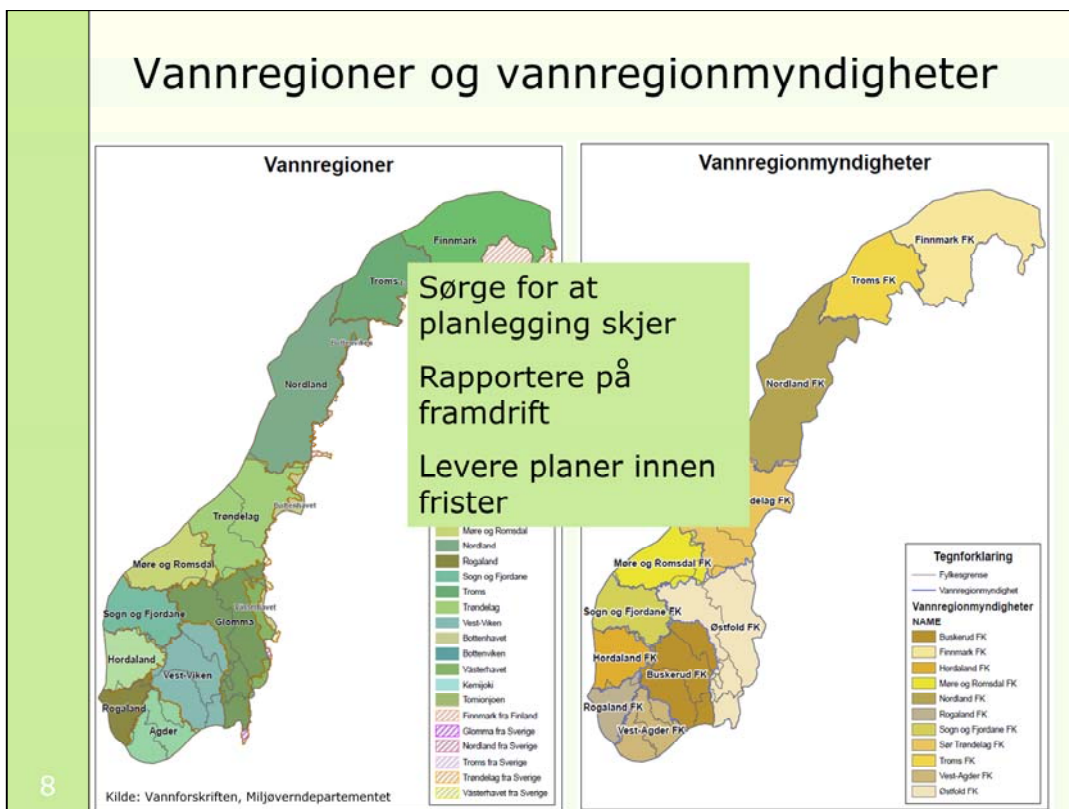 Vannregioner og vannregionmyndigheter
Vannregioner
Finnmark
Troms
Bottenviken
Nordland
Bottenhavet
Trøndelag
Møre og Romsdal
Sogn og Fjordane
Västerhavet
Glomma
Hordaland
Vest-Viken
Rogaland
Agder
Møre og Romsdal
Nordland
Rogaland
Sogn og Fjordane
Troms
Trøndelag
Vest-Viken
Bottenhavet
Bottenviken
Västerhavet
Kemijoki
Tornionjoen
Finnmark fra Finland
Glomma fra Sverige
Nordland fra Sverige
Troms fra Sverige
Trøndelag fra Sverige
Västerhavet fra Sverige
Kilde: Vannforskriften, Miljøverndepartementet
Sørge for at
planlegging skjer
Rapportere på
framdrift
Levere planer innen
frister
Vannregionmyndigheter
Finnmark FK
Troms FK
Nordland FK
delag FK
Møre og Romsdal FK
Sogn og Fjordane FK
Østfold FK
Hordaland FK
Buskerud FK
Rogaland FK
Vest-Agder FK
Tegnforklaring
Fylkesgrense
Vannregionmyndighet
Vannregionmyndigheter
NAME
Buskerud FK
Finnmark FK
Hordaland FK
Møre og Romsdal FK
Nordland FK
Rogaland FK
Sogn og Fjordane FK
Sør Trøndelag FK
Troms FK
Vest-Agder FK
Østfold FK
8